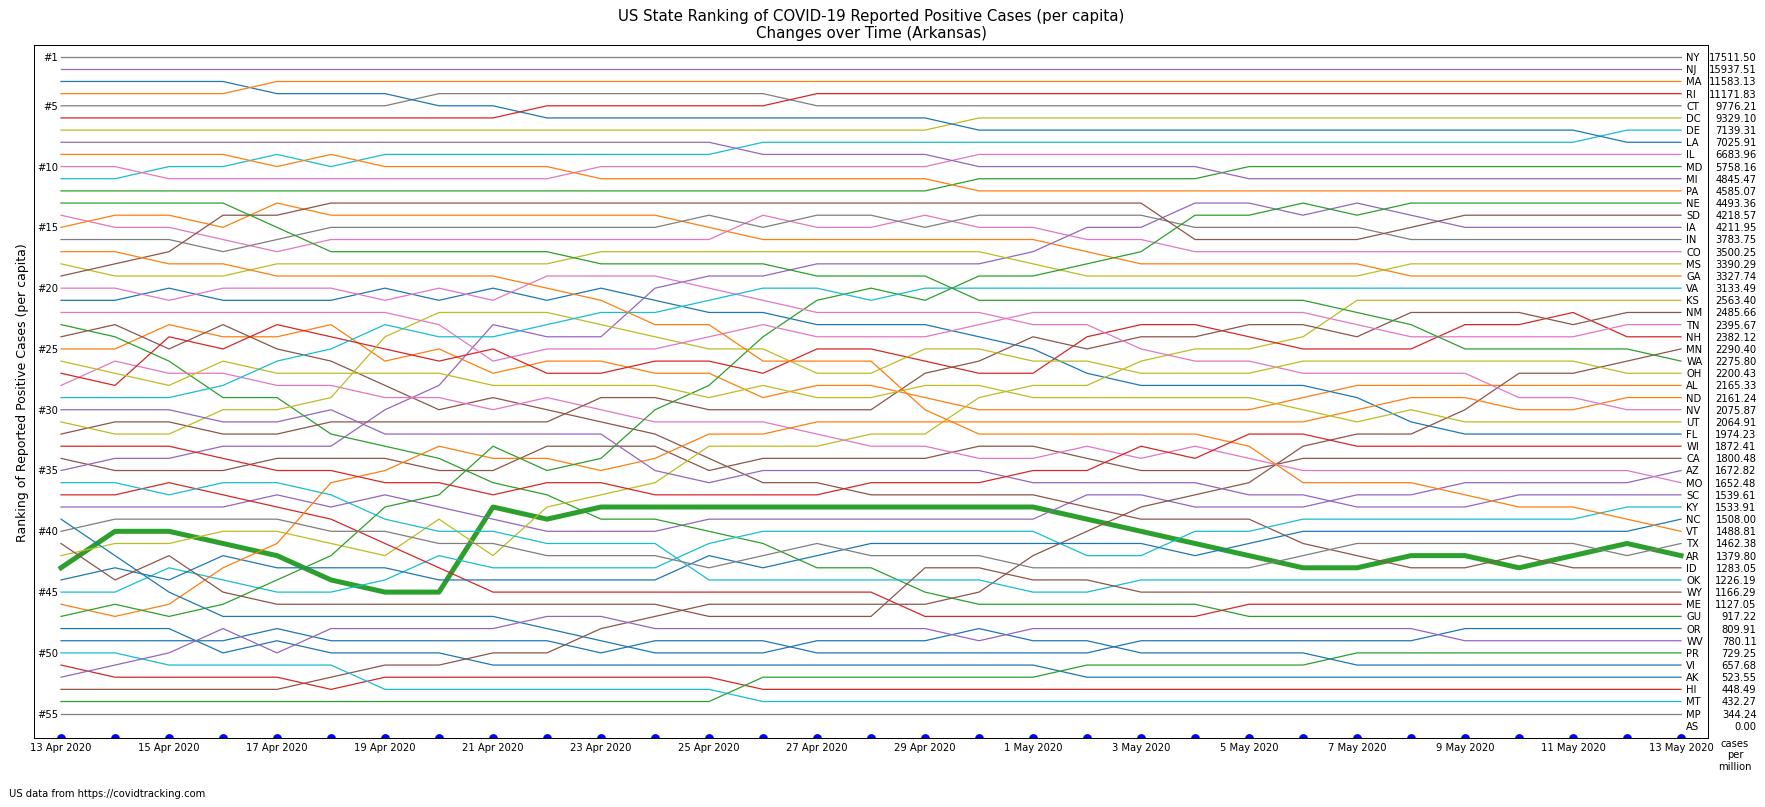 US State Ranking of COVID-19 Reported Positive Cases (per capita)
Changes over Time (Arkansas)
Ranking of Reported Positive Cases (per capita)
#1
#5
#10
#15
#20
#25
#30
#35
#40
#45
#50
#55
NY 17511.50
NJ 15937.51
MA 11583.13
RI 11171.83
CT 9776.21
DC 9329.10
DE 7139.31
LA 7025.91
IL 6683.96
MD 5758.16
MI 4845.47
PA 4585.07
NE 4493.36
SD 4218.57
IA 4211.95
IN 3783.75
CO 3500.25
MS 3390.29
GA 3327.74
VA 3133.49
KS 2563.40
NM 2485.66
TN 2395.67
NH 2382.12
MN 2290.40
WA 2275.80
OH 2200.43
AL 2165.33
ND 2161.24
NV 2075.87
UT 2064.91
FL 1974.23
WI 1872.41
CA 1800.48
AZ 1672.82
MO 1652.48
SC 1539.61
KY 1533.91
NC 1508.00
VT 1488.81
TX 1462.38
AR 1379.80
ID 1283.05
OK 1226.19
WY 1166.29
ME 1127.05
GU 917.22
OR 809.91
WV 780.11
PR 729.25
VI 657.68
AK 523.55
HI 448.49
MT 432.27
MP 344.24
AS 0.00
13 Apr 2020 15 Apr 2020 17 Apr 2020 19 Apr 2020 21 Apr 2020 23 Apr 2020 25 Apr 2020 27 Apr 2020 29 Apr 2020 1 May 2020 3 May 2020 5 May 2020 7 May 2020 9 May 2020 11 May 2020 13 May 2020
cases
per
million
US data from https://covidtracking.com